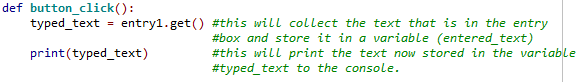 def button_click():
    typed_text = entry1.get() #this will collect the text that is in the entry
                              #box and store it in a variable (entered_text)
    print(typed_text)         #this will print the text now stored in the variable
                              #typed_text to the console.